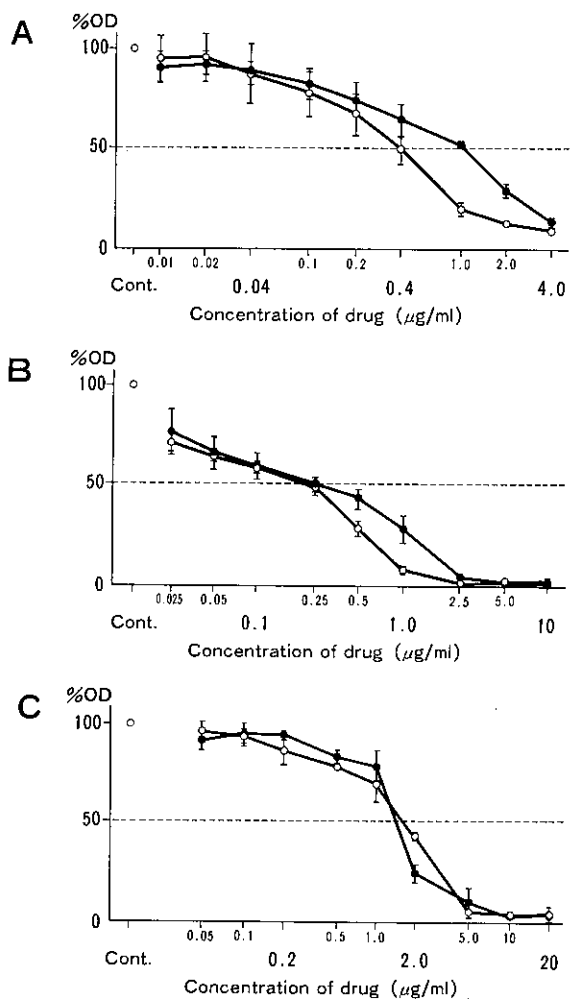 A
%OD
100
50
0
0.01 0.02 0.1 0.2 1.0 2.0
Cont. 0.04 0.4 4.0
Concentration of drug (μg/ml)
B
%OD
100
50
0
0.025 0.05 0.25 0.5 2.5 5.0
Cont. 0.1 1.0 10
Concentration of drug (μg/ml)
C
%OD
100
50
0
0.05 0.1 0.5 1.0 5.0 10
Cont. 0.2 2.0 20
Concentration of drug (μg/ml)